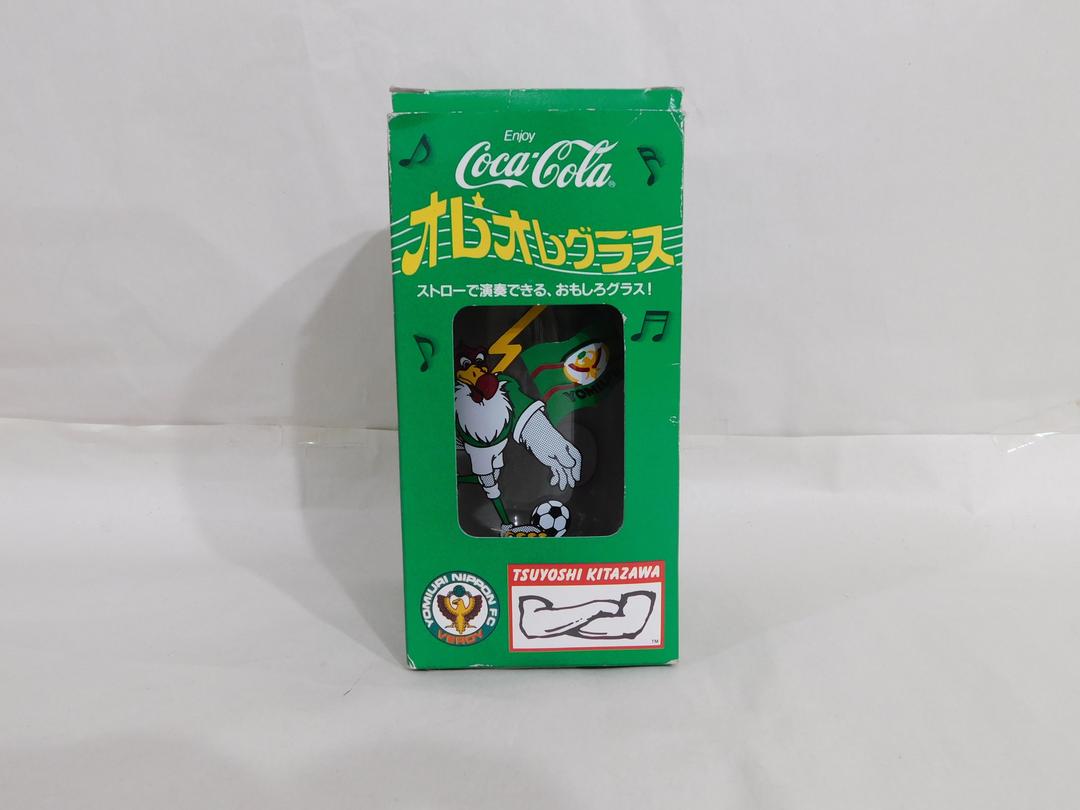 Enjoy
Coca-Cola®
オレオレグラス
ストローで演奏できる、おもしろグラス!
YOMIURI NIPPON FC
VERDY
TSUYOSHI KITAZAWA
TM